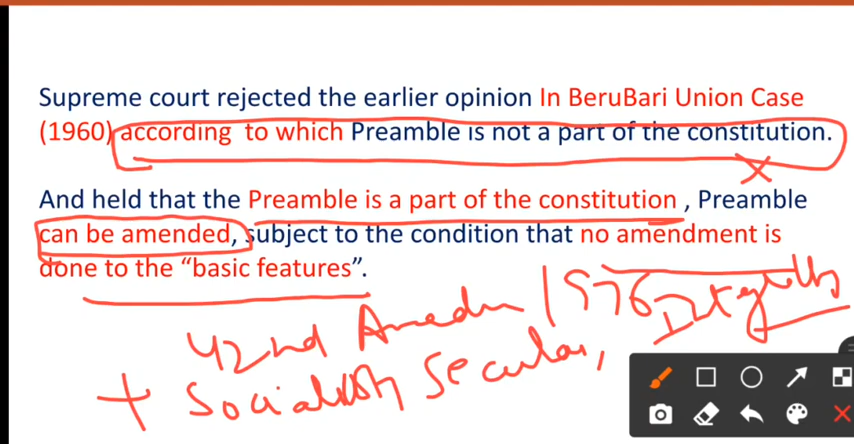 Supreme court rejected the earlier opinion In BeruBari Union Case
(1960) according to which Preamble is not a part of the constitution.
And held that the Preamble is a part of the constitution , Preamble
can be amended, subject to the condition that no amendment is
done to the “basic features”.
42nd 1976
+ Socialist, Secular,